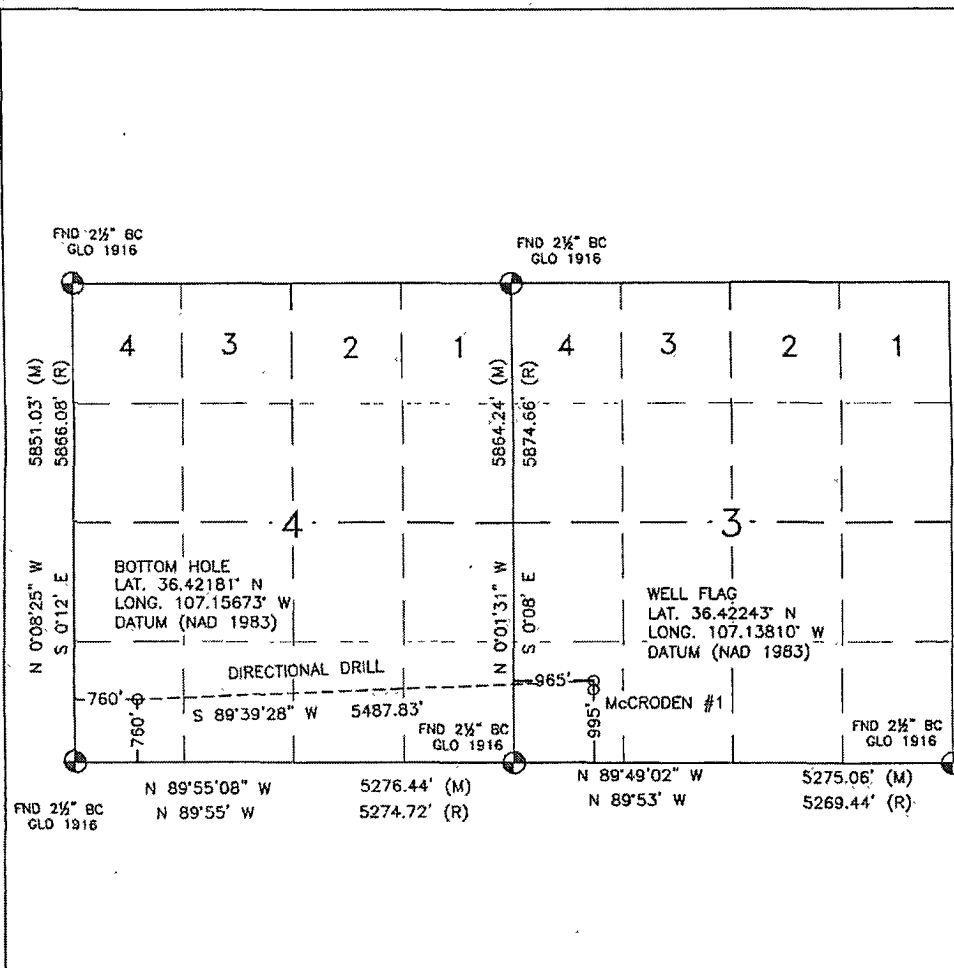 FND 2½" BC
GLO 1916
FND 2½" BC
GLO 1916
4 3 2 1 4 3 2 1
5851.03' (M)
5866.08' (R)
5864.24' (M)
5874.66' (R)
4
3
BOTTOM HOLE
LAT. 36.42181° N
LONG. 107.15673° W
DATUM (NAD 1983)
WELL FLAG
LAT. 36.42243° N
LONG. 107.13810° W
DATUM (NAD 1983)
N 0°08'25" W
S 0°12' E
N 0°01'31" W
S 0°08' E
DIRECTIONAL DRILL
965'
760'
S 89°39'28" W 5487.83'
760'
995'
McCRODEN #1
FND 2½" BC
GLO 1916
FND 2½" BC
GLO 1916
N 89°55'08" W 5276.44' (M)
N 89°55' W 5274.72' (R)
N 89°49'02" W 5275.06' (M)
N 89°53' W 5269.44' (R)
FND 2½" BC
GLO 1916